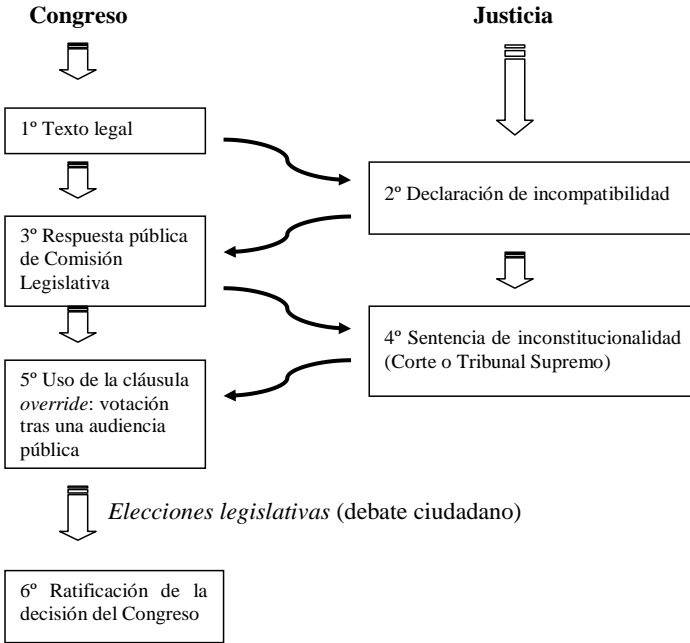 Congreso
Justicia
1º Texto legal
2º Declaración de incompatibilidad
3º Respuesta pública
de Comisión
Legislativa
4º Sentencia de inconstitucionalidad
(Corte o Tribunal Supremo)
5º Uso de la cláusula
override: votación
tras una audiencia
pública
Elecciones legislativas (debate ciudadano)
6º Ratificación de la
decisión del Congreso